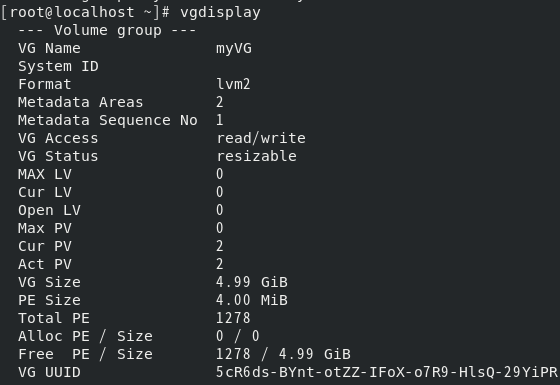 [root@localhost ~]# vgdisplay
--- Volume group ---
VG Name myVG
System ID
Format lvm2
Metadata Areas 2
Metadata Sequence No 1
VG Access read/write
VG Status resizable
MAX LV 0
Cur LV 0
Open LV 0
Max PV 0
Cur PV 2
Act PV 2
VG Size 4.99 GiB
PE Size 4.00 MiB
Total PE 1278
Alloc PE / Size 0 / 0
Free PE / Size 1278 / 4.99 GiB
VG UUID 5cR6ds-BYnt-otZZ-IFoX-o7R9-HlsQ-29YiPR